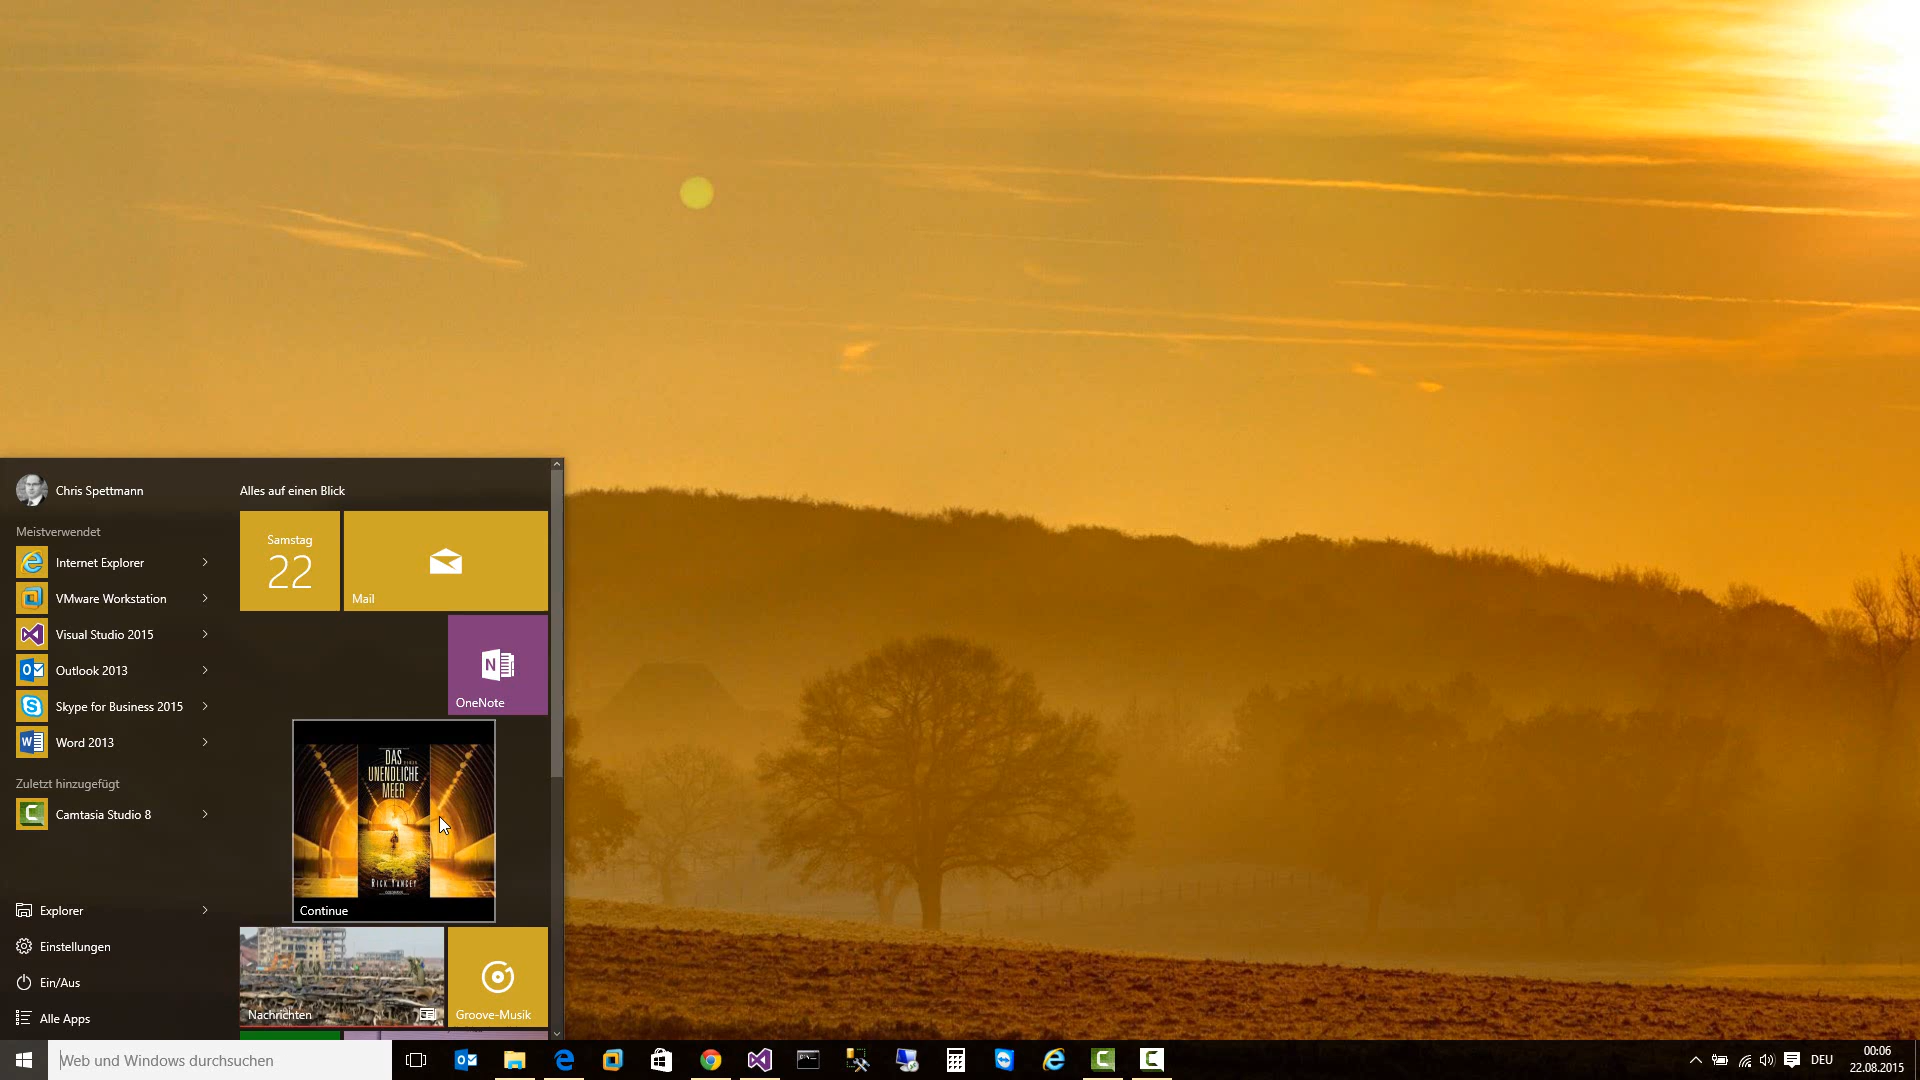 Chris Spettmann
Meistverwendet
Internet Explorer
VMware Workstation
Visual Studio 2015
Outlook 2013
Skype for Business 2015
Word 2013
Zuletzt hinzugefügt
Camtasia Studio 8
Explorer
Einstellungen
Ein/Aus
Alle Apps
Alles auf einen Blick
Samstag
22
Mail
OneNote
DAS
UNENDLICHE
MEER
RICK YANCEY
Continue
Nachrichten
Groove-Musik
Web und Windows durchsuchen
DEU
00:06
22.08.2015